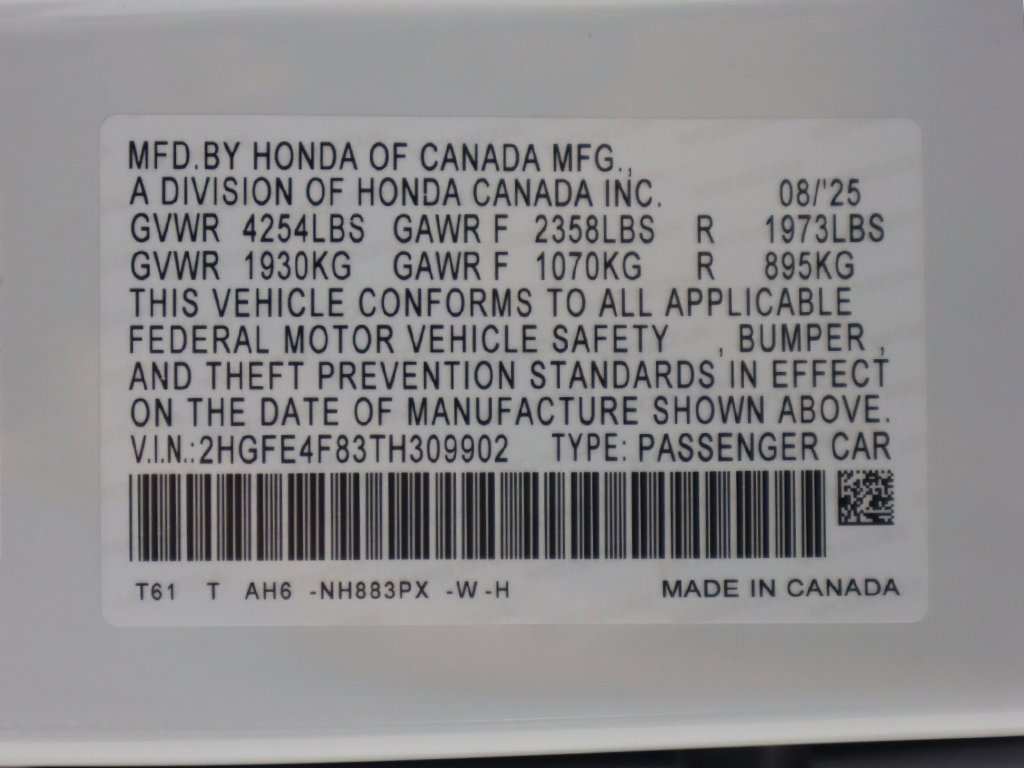 MFD.BY HONDA OF CANADA MFG.,
A DIVISION OF HONDA CANADA INC. 08/'25
GVWR 4254LBS GAWR F 2358LBS R 1973LBS
GVWR 1930KG GAWR F 1070KG R 895KG
THIS VEHICLE CONFORMS TO ALL APPLICABLE
FEDERAL MOTOR VEHICLE SAFETY , BUMPER ,
AND THEFT PREVENTION STANDARDS IN EFFECT
ON THE DATE OF MANUFACTURE SHOWN ABOVE.
V.I.N.:2HGFE4F83TH309902 TYPE: PASSENGER CAR
T61 T AH6 -NH883PX -W-H MADE IN CANADA